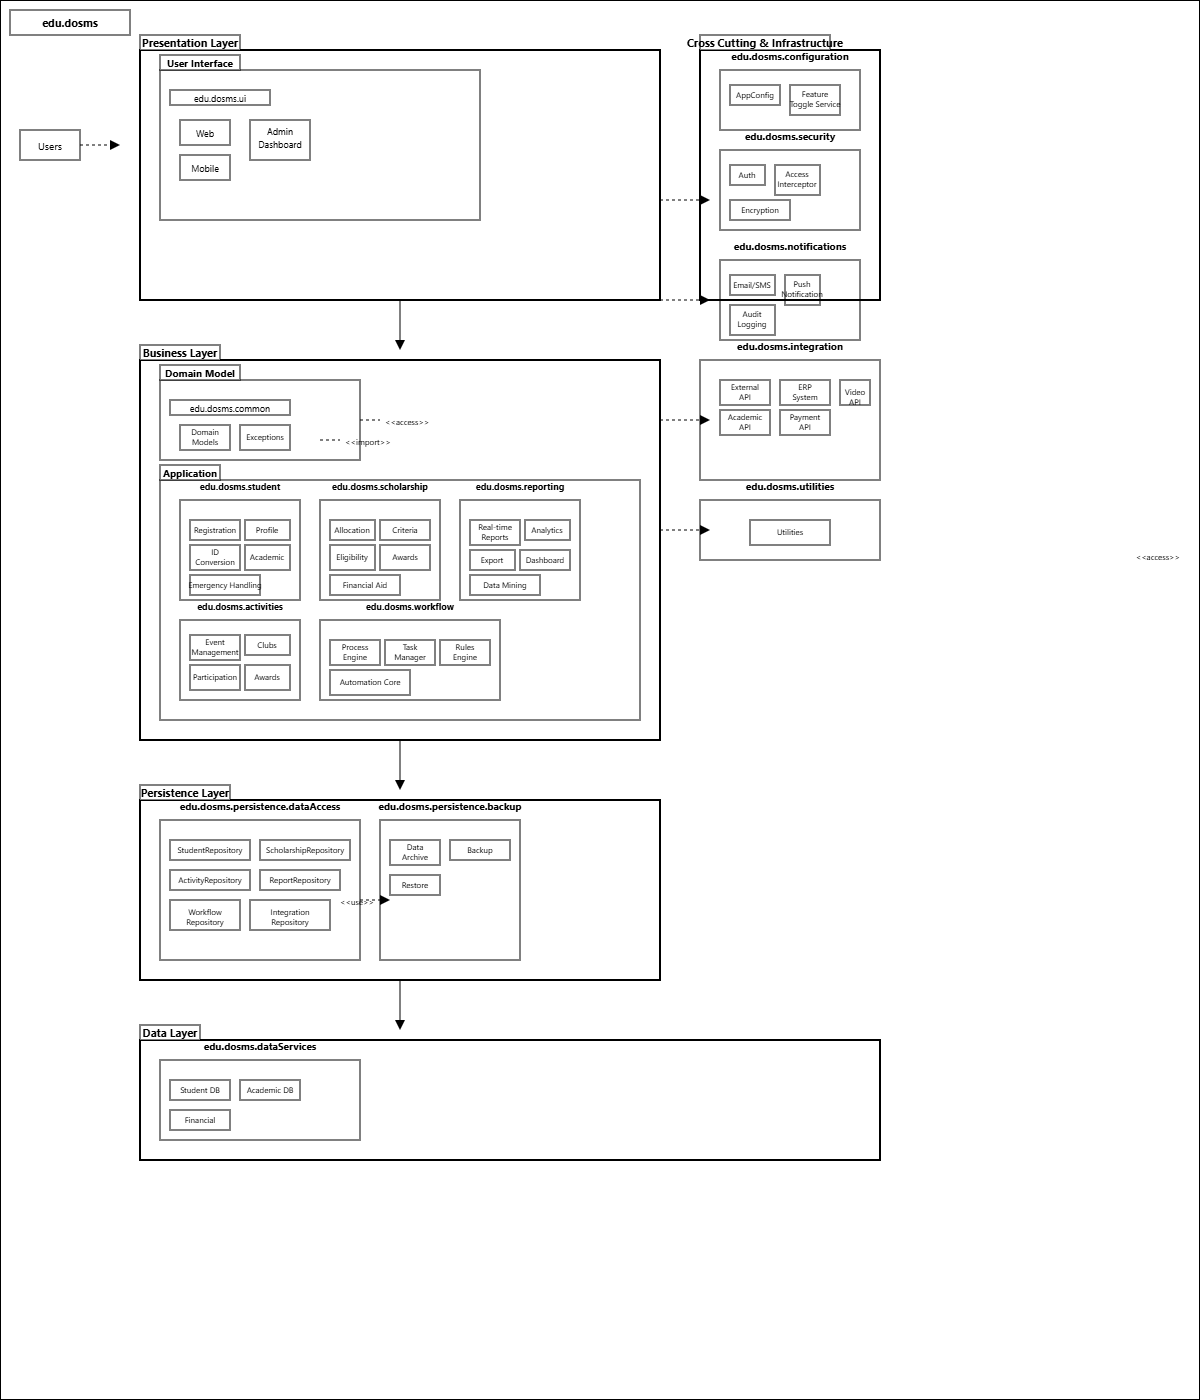 edu.dosms
Users
Presentation Layer
User Interface
edu.dosms.ui
Web
Admin
Dashboard
Mobile
Cross Cutting & Infrastructure
edu.dosms.configuration
AppConfig
Feature
Toggle Service
edu.dosms.security
Auth
Access
Interceptor
Encryption
edu.dosms.notifications
Email/SMS
Push
Notification
Audit
Logging
edu.dosms.integration
External
API
ERP
System
Video
API
Academic
API
Payment
API
edu.dosms.utilities
Utilities
<<access>>
Business Layer
Domain Model
edu.dosms.common
Domain
Models
Exceptions
<<access>>
<<import>>
Application
edu.dosms.student
Registration
Profile
ID
Conversion
Academic
Emergency Handling
edu.dosms.scholarship
Allocation
Criteria
Eligibility
Awards
Financial Aid
edu.dosms.reporting
Real-time
Reports
Analytics
Export
Dashboard
Data Mining
edu.dosms.activities
Event
Management
Clubs
Participation
Awards
edu.dosms.workflow
Process
Engine
Task
Manager
Rules
Engine
Automation Core
Persistence Layer
edu.dosms.persistence.dataAccess
StudentRepository
ScholarshipRepository
ActivityRepository
ReportRepository
Workflow
Repository
Integration
Repository
<<use>>
edu.dosms.persistence.backup
Data
Archive
Backup
Restore
Data Layer
edu.dosms.dataServices
Student DB
Academic DB
Financial